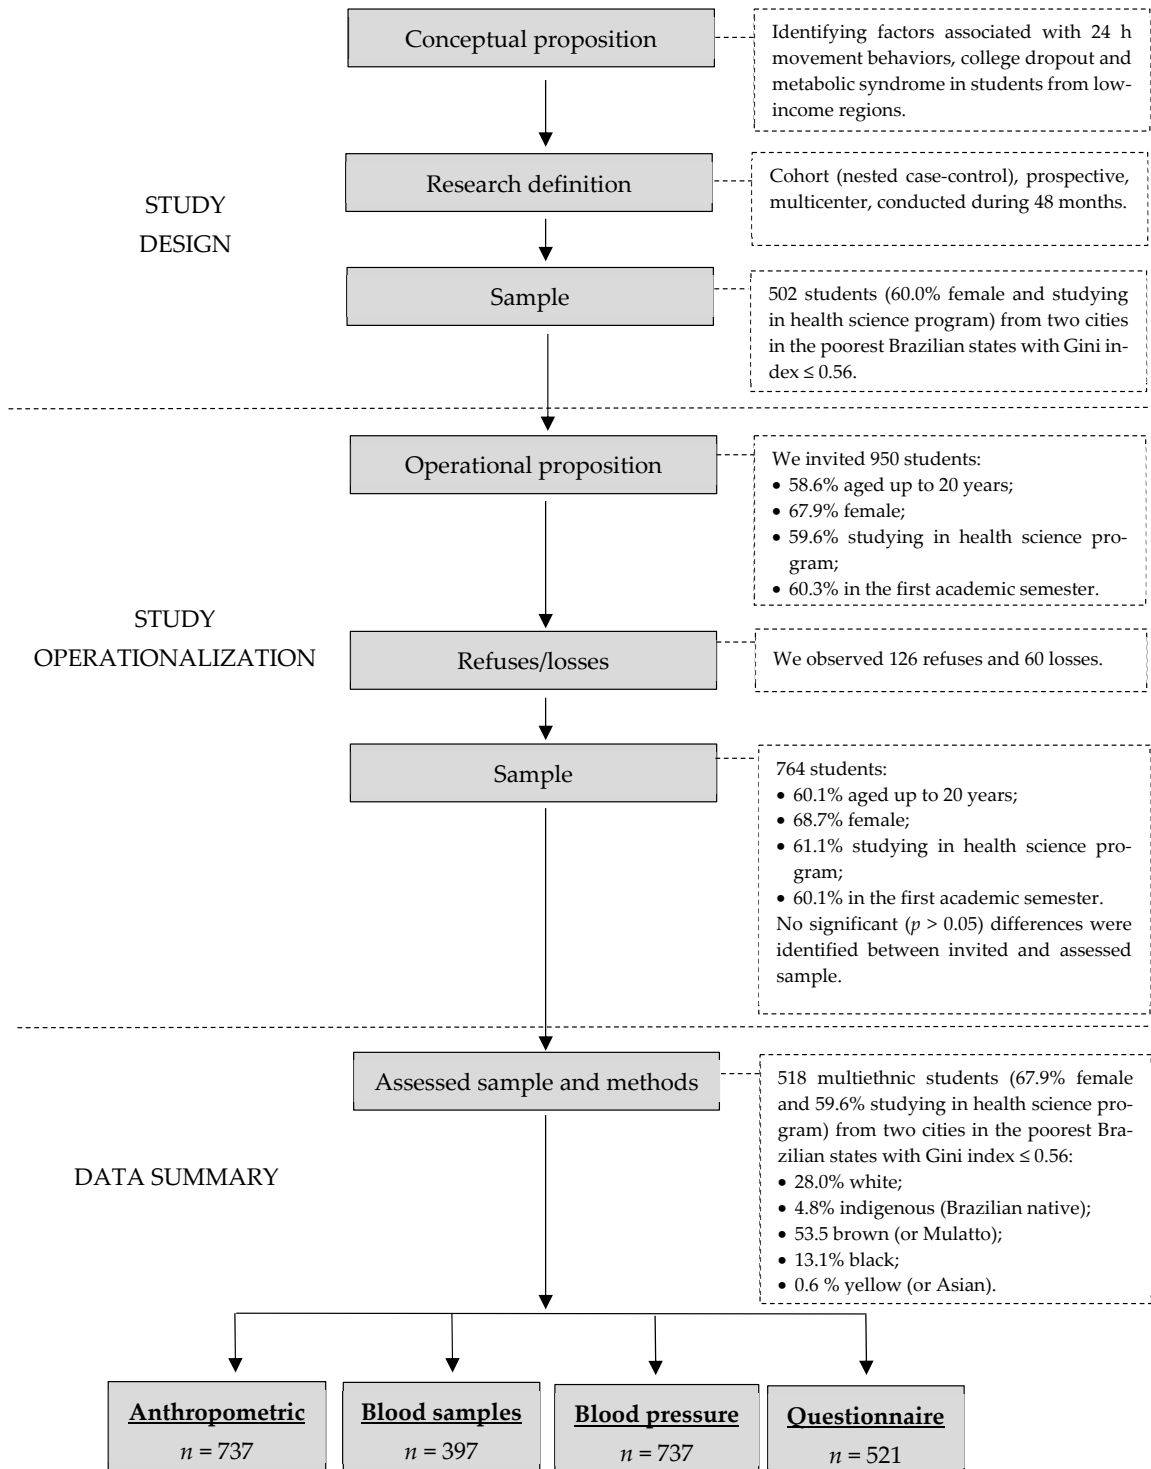 Conceptual proposition
Identifying factors associated with 24 h
movement behaviors, college dropout and
metabolic syndrome in students from low-
income regions.
STUDY
DESIGN
Research definition
Cohort (nested case-control), prospective,
multicenter, conducted during 48 months.
Sample
502 students (60.0% female and studying
in health science program) from two cities
in the poorest Brazilian states with Gini in-
dex ≤ 0.56.
Operational proposition
We invited 950 students:
• 58.6% aged up to 20 years;
• 67.9% female;
• 59.6% studying in health science pro-
gram;
• 60.3% in the first academic semester.
STUDY
OPERATIONALIZATION
Refuses/losses
We observed 126 refuses and 60 losses.
Sample
764 students:
• 60.1% aged up to 20 years;
• 68.7% female;
• 61.1% studying in health science pro-
gram;
• 60.1% in the first academic semester.
No significant (p > 0.05) differences were
identified between invited and assessed
sample.
Assessed sample and methods
518 multiethnic students (67.9% female
and 59.6% studying in health science pro-
gram) from two cities in the poorest Bra-
zilian states with Gini index ≤ 0.56:
• 28.0% white;
• 4.8% indigenous (Brazilian native);
• 53.5 brown (or Mulatto);
• 13.1% black;
• 0.6 % yellow (or Asian).
DATA SUMMARY
Anthropometric
n = 737
Blood samples
n = 397
Blood pressure
n = 737
Questionnaire
n = 521